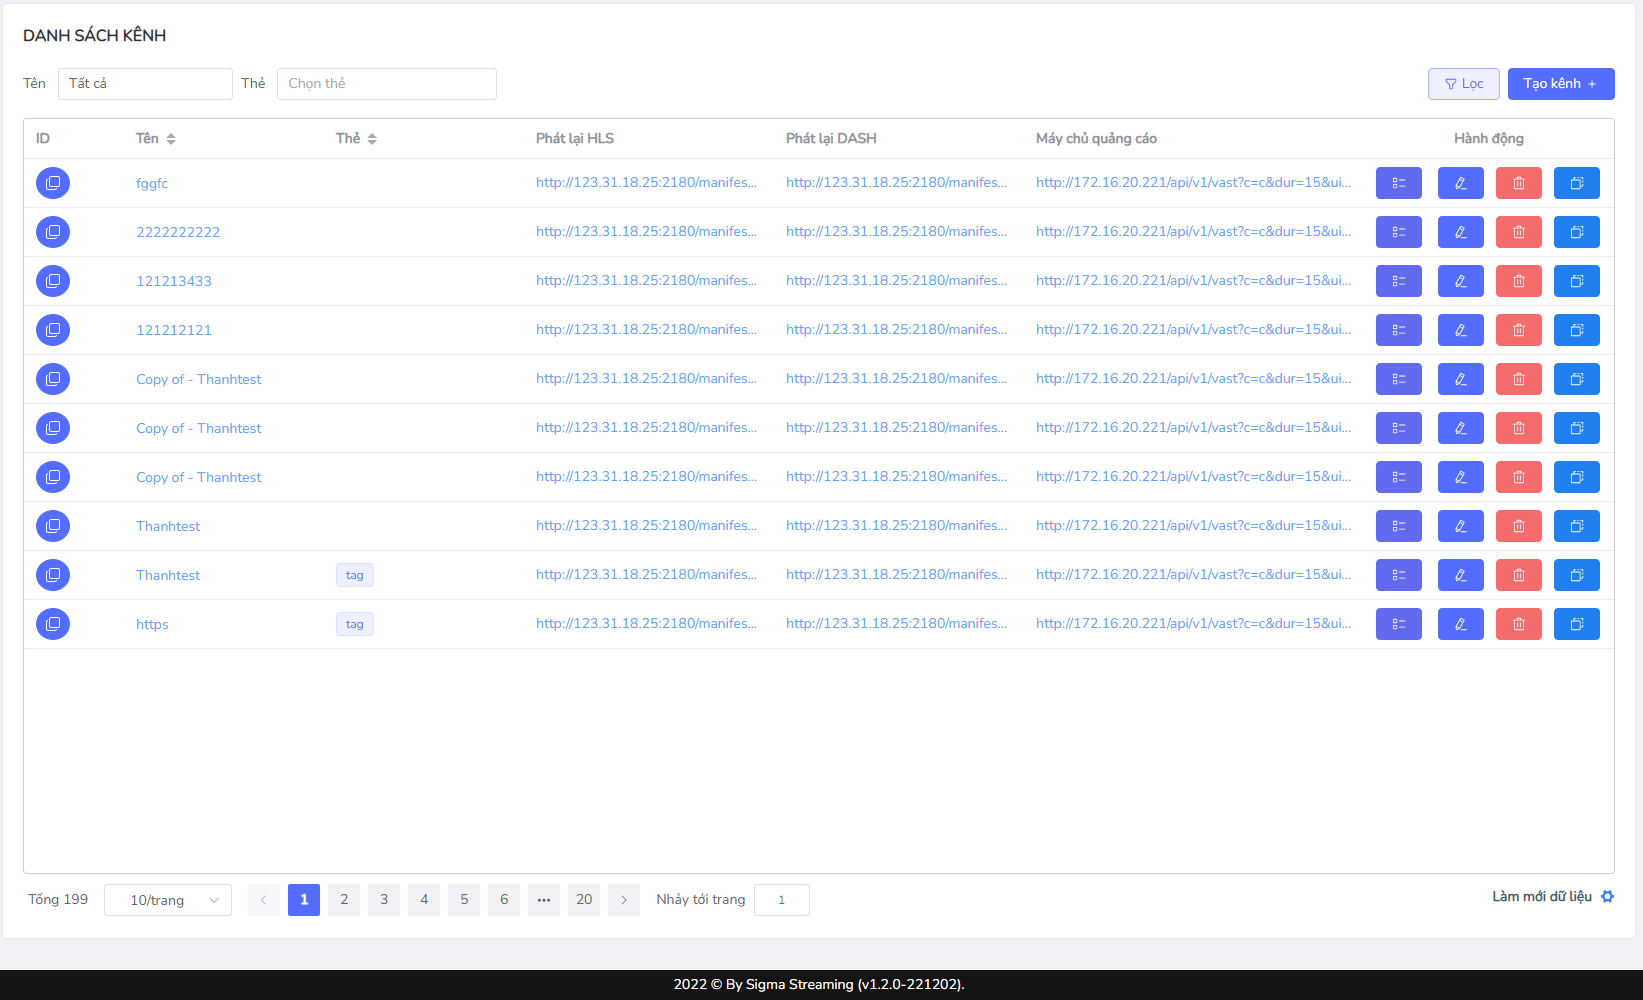 DANH SÁCH KÊNH
Tên Tất cả Thẻ Chọn thẻ Lọc Tạo kênh +
ID Tên Thẻ Phát lại HLS Phát lại DASH Máy chủ quảng cáo Hành động
fggfc http://123.31.18.25:2180/manifes... http://123.31.18.25:2180/manifes... http://172.16.20.221/api/v1/vast?c=c&dur=15&ui...
2222222222 http://123.31.18.25:2180/manifes... http://123.31.18.25:2180/manifes... http://172.16.20.221/api/v1/vast?c=c&dur=15&ui...
121213433 http://123.31.18.25:2180/manifes... http://123.31.18.25:2180/manifes... http://172.16.20.221/api/v1/vast?c=c&dur=15&ui...
121212121 http://123.31.18.25:2180/manifes... http://123.31.18.25:2180/manifes... http://172.16.20.221/api/v1/vast?c=c&dur=15&ui...
Copy of - Thanhtest http://123.31.18.25:2180/manifes... http://123.31.18.25:2180/manifes... http://172.16.20.221/api/v1/vast?c=c&dur=15&ui...
Copy of - Thanhtest http://123.31.18.25:2180/manifes... http://123.31.18.25:2180/manifes... http://172.16.20.221/api/v1/vast?c=c&dur=15&ui...
Copy of - Thanhtest http://123.31.18.25:2180/manifes... http://123.31.18.25:2180/manifes... http://172.16.20.221/api/v1/vast?c=c&dur=15&ui...
Thanhtest http://123.31.18.25:2180/manifes... http://123.31.18.25:2180/manifes... http://172.16.20.221/api/v1/vast?c=c&dur=15&ui...
Thanhtest tag http://123.31.18.25:2180/manifes... http://123.31.18.25:2180/manifes... http://172.16.20.221/api/v1/vast?c=c&dur=15&ui...
https tag http://123.31.18.25:2180/manifes... http://123.31.18.25:2180/manifes... http://172.16.20.221/api/v1/vast?c=c&dur=15&ui...
Tổng 199 10/trang < 1 2 3 4 5 6 ••• 20 > Nhảy tới trang 1 Làm mới dữ liệu
2022 © By Sigma Streaming (v1.2.0-221202).